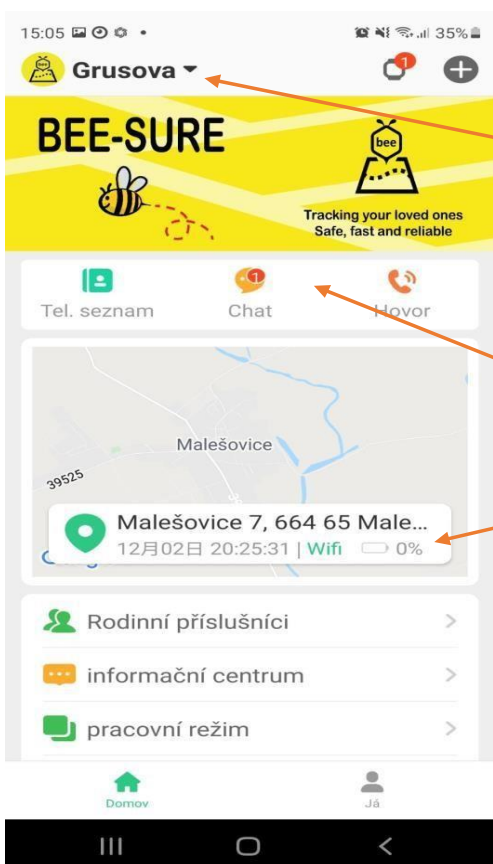 15:05 35%
Grusova
1
BEE-SURE
bee
Tracking your loved ones
Safe, fast and reliable
1
Tel. seznam Chat Hovor
Malešovice
39525
Malešovice 7, 664 65 Male...
12月02日 20:25:31 | Wifi 0%
Rodinní příslušníci
informační centrum
pracovní režim
Domov Já